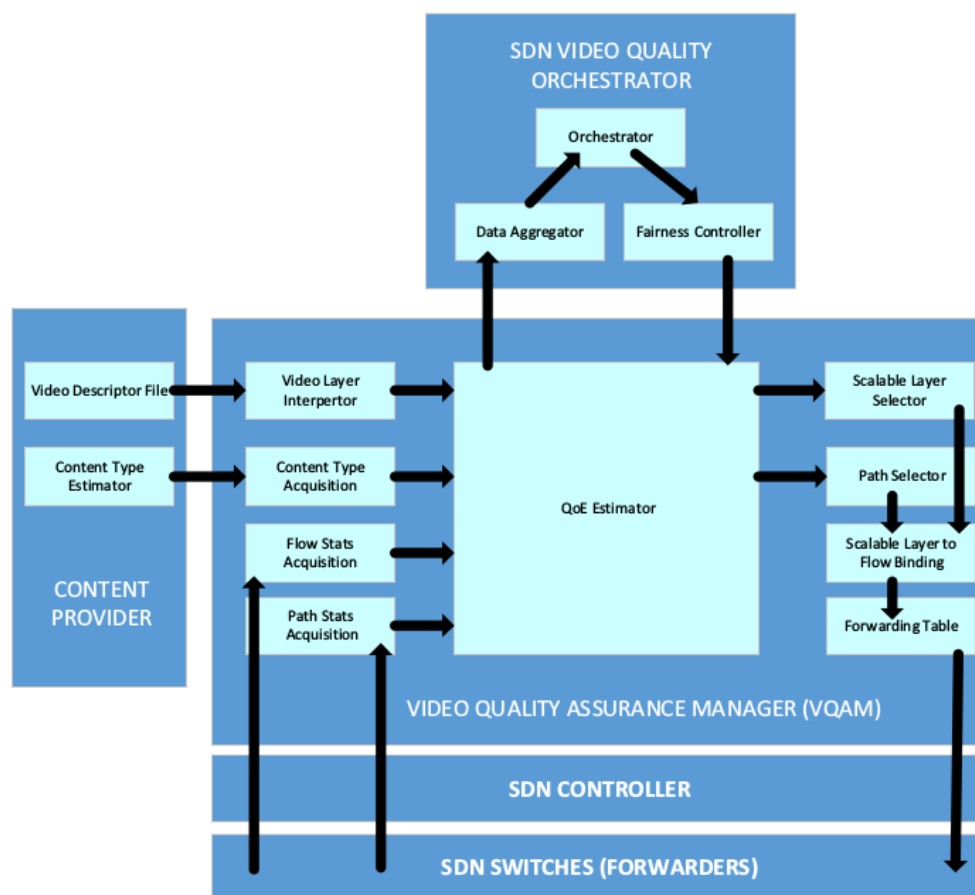 SDN VIDEO QUALITY
ORCHESTRATOR
Orchestrator
Data Aggregator
Fairness Controller
Video Descriptor File
Content Type
Estimator
CONTENT
PROVIDER
Video Layer
Interpertor
Content Type
Acquisition
Flow Stats
Acquisition
Path Stats
Acquisition
QoE Estimator
Scalable Layer
Selector
Path Selector
Scalable Layer to
Flow Binding
Forwarding Table
VIDEO QUALITY ASSURANCE MANAGER (VQAM)
SDN CONTROLLER
SDN SWITCHES (FORWARDERS)